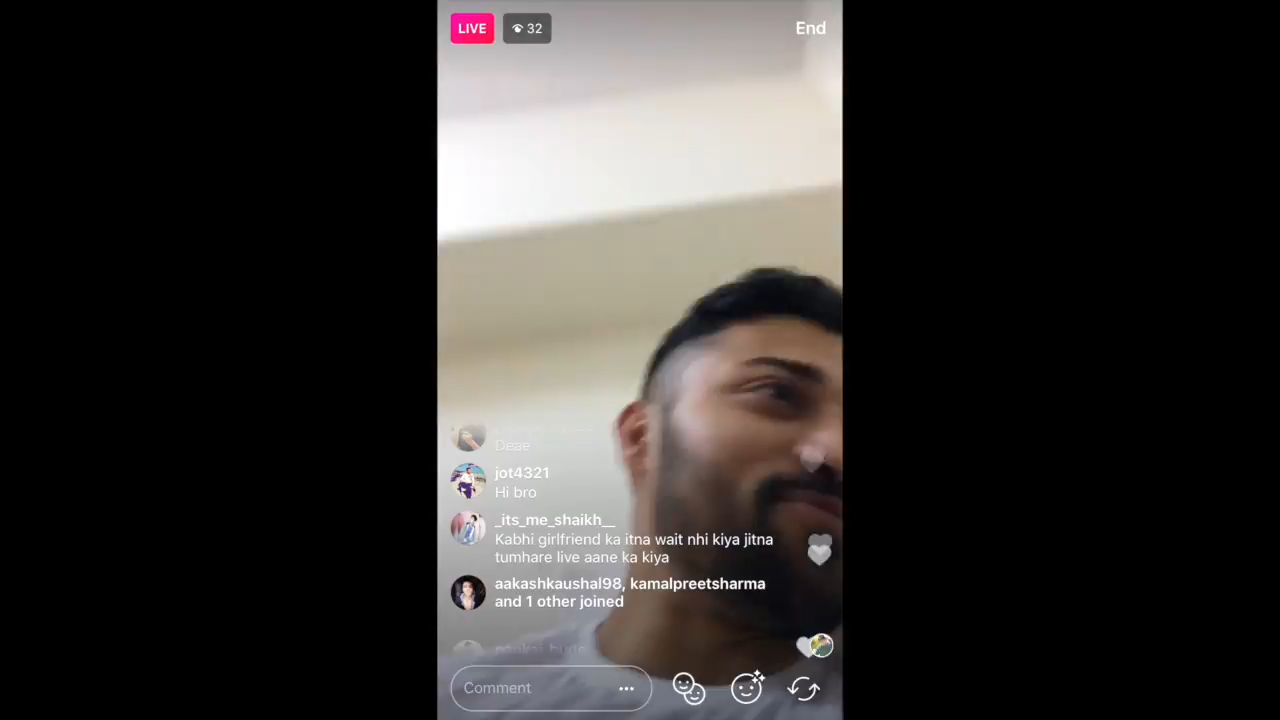 LIVE
32
End
Deae
jot4321
Hi bro
_its_me_shaikh__
Kabhi girlfriend ka itna wait nhi kiya jitna
tumhare live aane ka kiya
aakashkaushal98, kamalpreetsharma
and 1 other joined
Comment